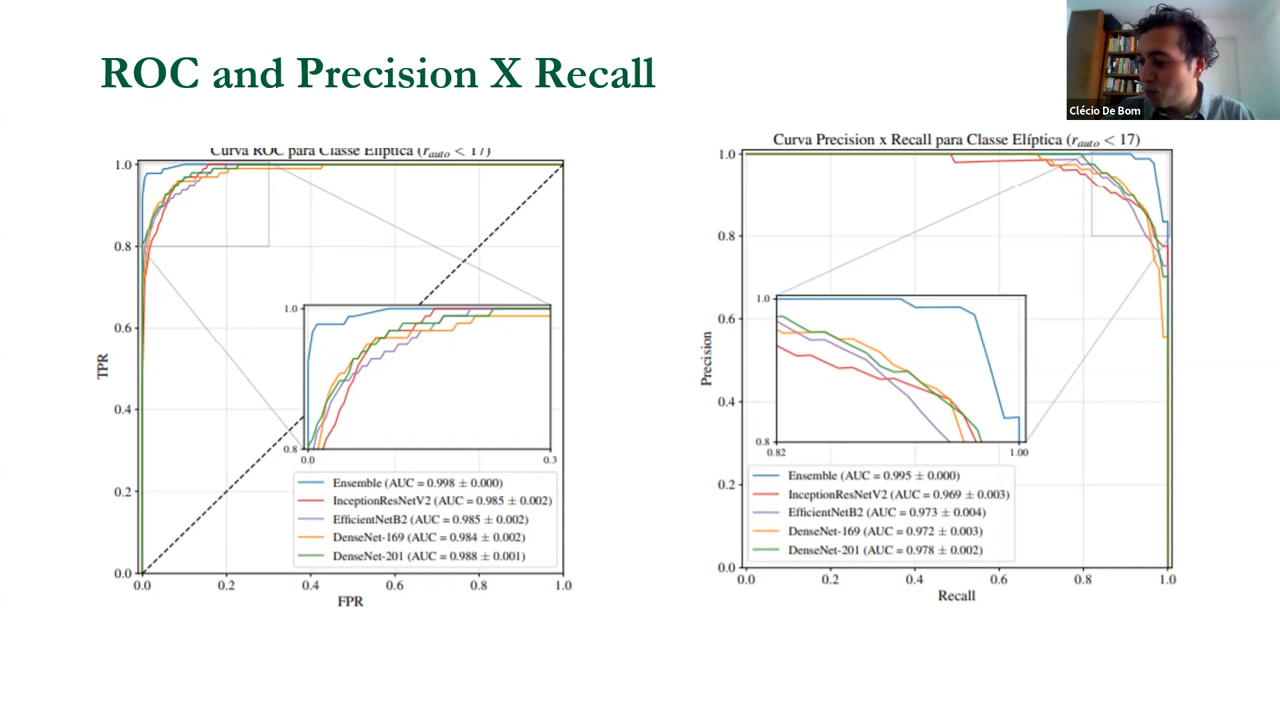 ROC and Precision X Recall
Clécio De Bom
Curva ROC para Classe Elíptica (r_auto < 17)
1.0
0.8
0.6
0.4
0.2
0.0
TPR
1.0
0.8
0.0
0.3
Ensemble (AUC = 0.998 ± 0.000)
InceptionResNetV2 (AUC = 0.985 ± 0.002)
EfficientNetB2 (AUC = 0.985 ± 0.002)
DenseNet-169 (AUC = 0.984 ± 0.002)
DenseNet-201 (AUC = 0.988 ± 0.001)
0.0 0.2 0.4 0.6 0.8 1.0
FPR
Curva Precision x Recall para Classe Elíptica (r_auto < 17)
1.0
0.8
0.6
0.4
0.2
0.0
Precision
1.0
0.8
0.82
1.00
Ensemble (AUC = 0.995 ± 0.000)
InceptionResNetV2 (AUC = 0.969 ± 0.003)
EfficientNetB2 (AUC = 0.973 ± 0.004)
DenseNet-169 (AUC = 0.972 ± 0.003)
DenseNet-201 (AUC = 0.978 ± 0.002)
0.0 0.2 0.4 0.6 0.8 1.0
Recall